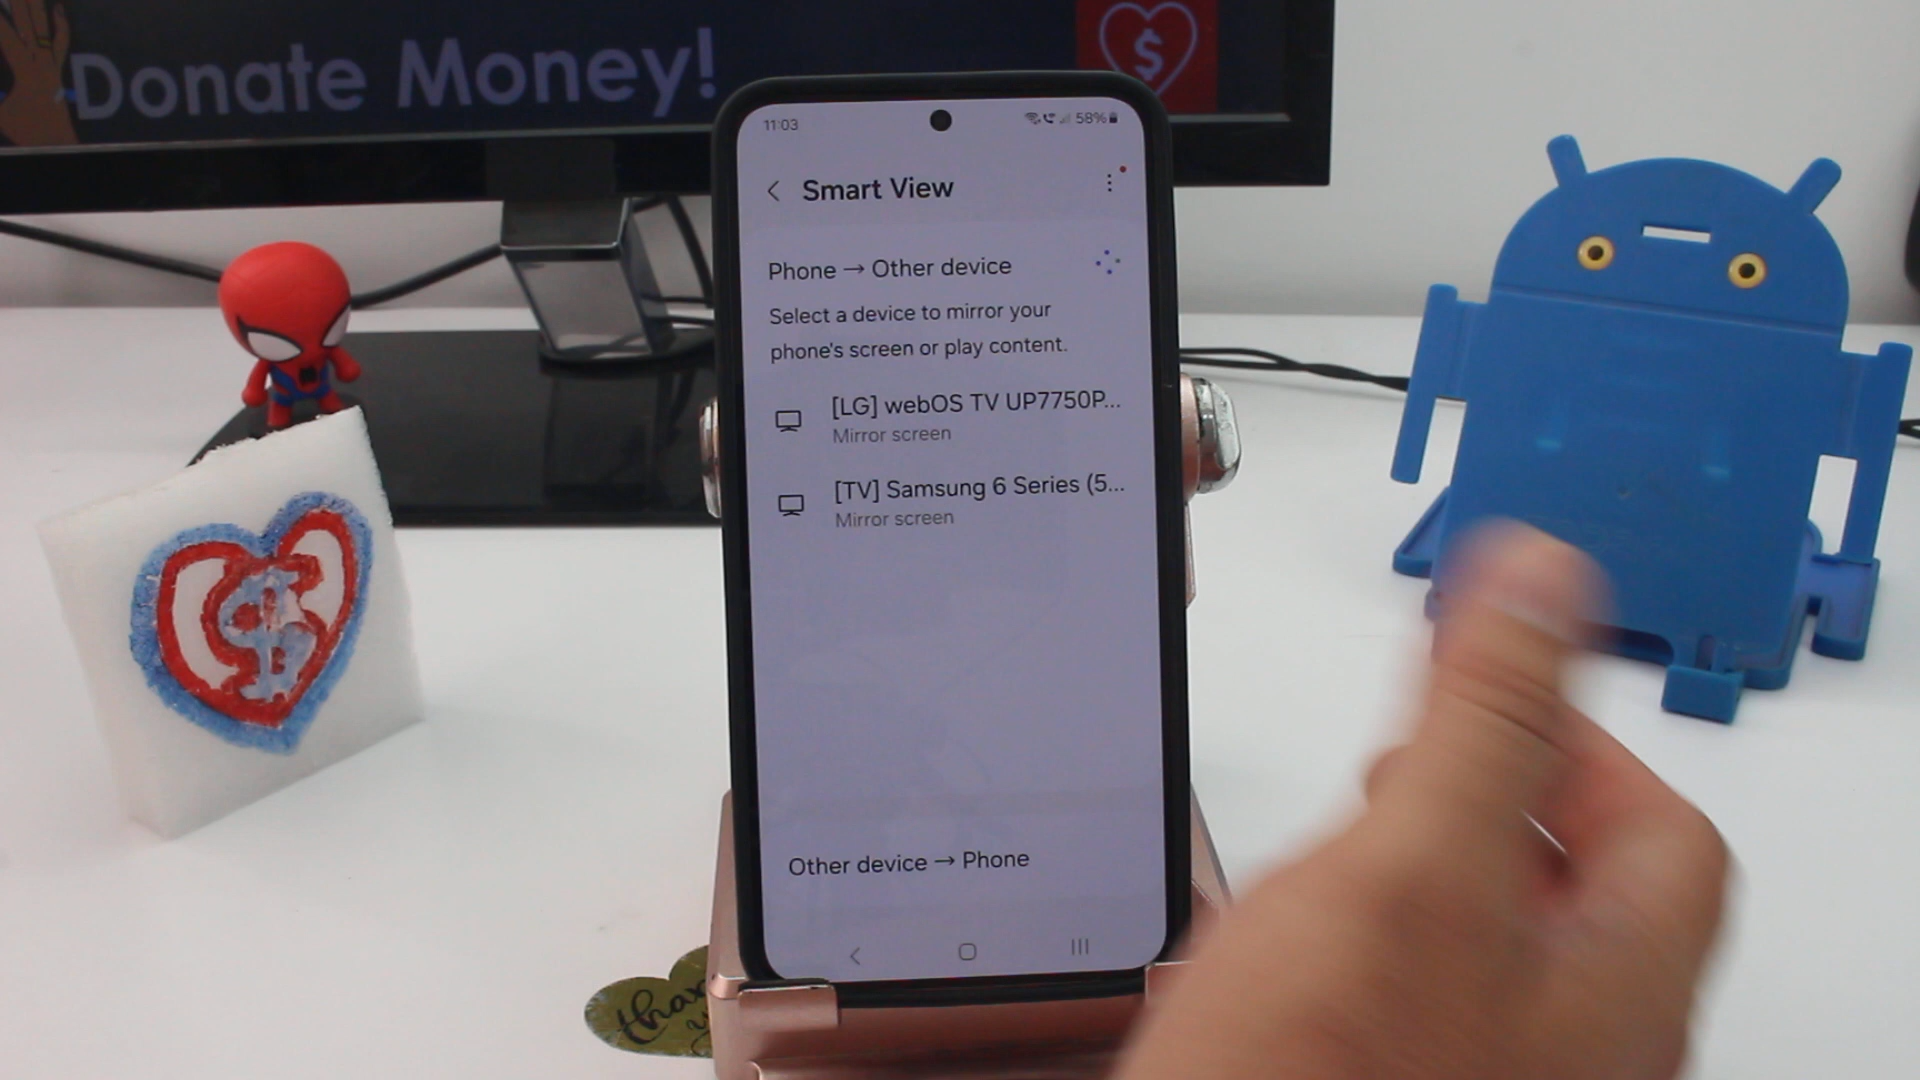 Donate Money!
$
11:03
58%
Smart View
Phone → Other device
Select a device to mirror your
phone's screen or play content.
[LG] webOS TV UP7750P...
Mirror screen
[TV] Samsung 6 Series (5...
Mirror screen
$
Other device → Phone